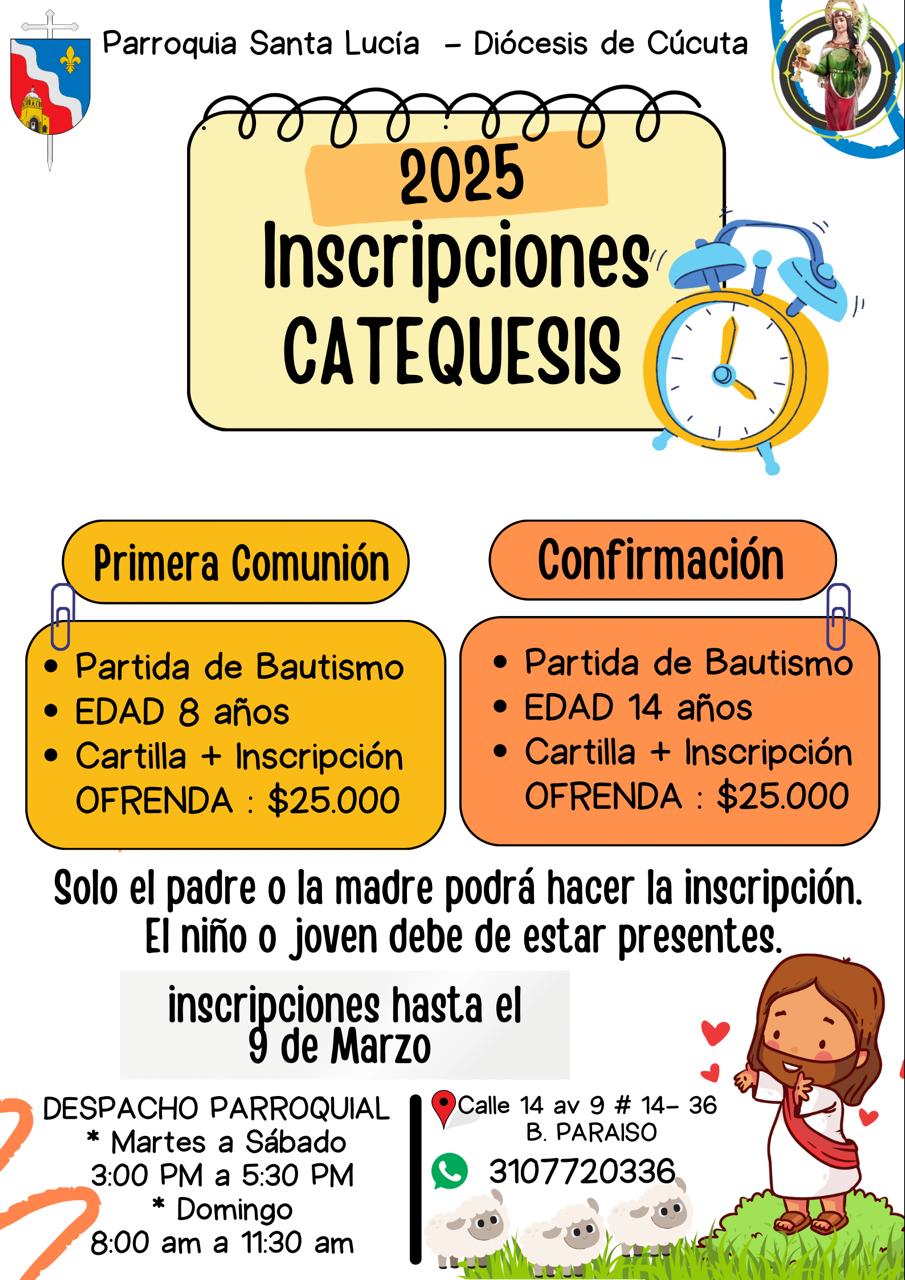 Parroquia Santa Lucía – Diócesis de Cúcuta
2025
Inscripciones
CATEQUESIS
Primera Comunión
• Partida de Bautismo
• EDAD 8 años
• Cartilla + Inscripción
OFRENDA : $25.000
Confirmación
• Partida de Bautismo
• EDAD 14 años
• Cartilla + Inscripción
OFRENDA : $25.000
Solo el padre o la madre podrá hacer la inscripción.
El niño o joven debe de estar presentes.
inscripciones hasta el
9 de Marzo
DESPACHO PARROQUIAL
* Martes a Sábado
3:00 PM a 5:30 PM
* Domingo
8:00 am a 11:30 am
Calle 14 av 9 # 14- 36
B. PARAISO
3107720336